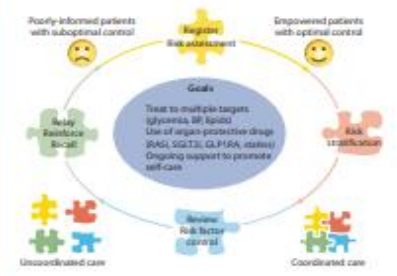 Poorly-informed patients
with suboptimal control
Register
Risk assessment
Empowered patients
with optimal control
Goals
Treat to multiple targets
(glycemia, BP, lipids)
Use of organ-protective drugs
(RASi, SGLT2i, GLP1RA, statins)
Ongoing support to promote
self-care
Relay
Reinforce
Recall
Risk
stratification
Review
Risk factor
control
Uncoordinated care
Coordinated care